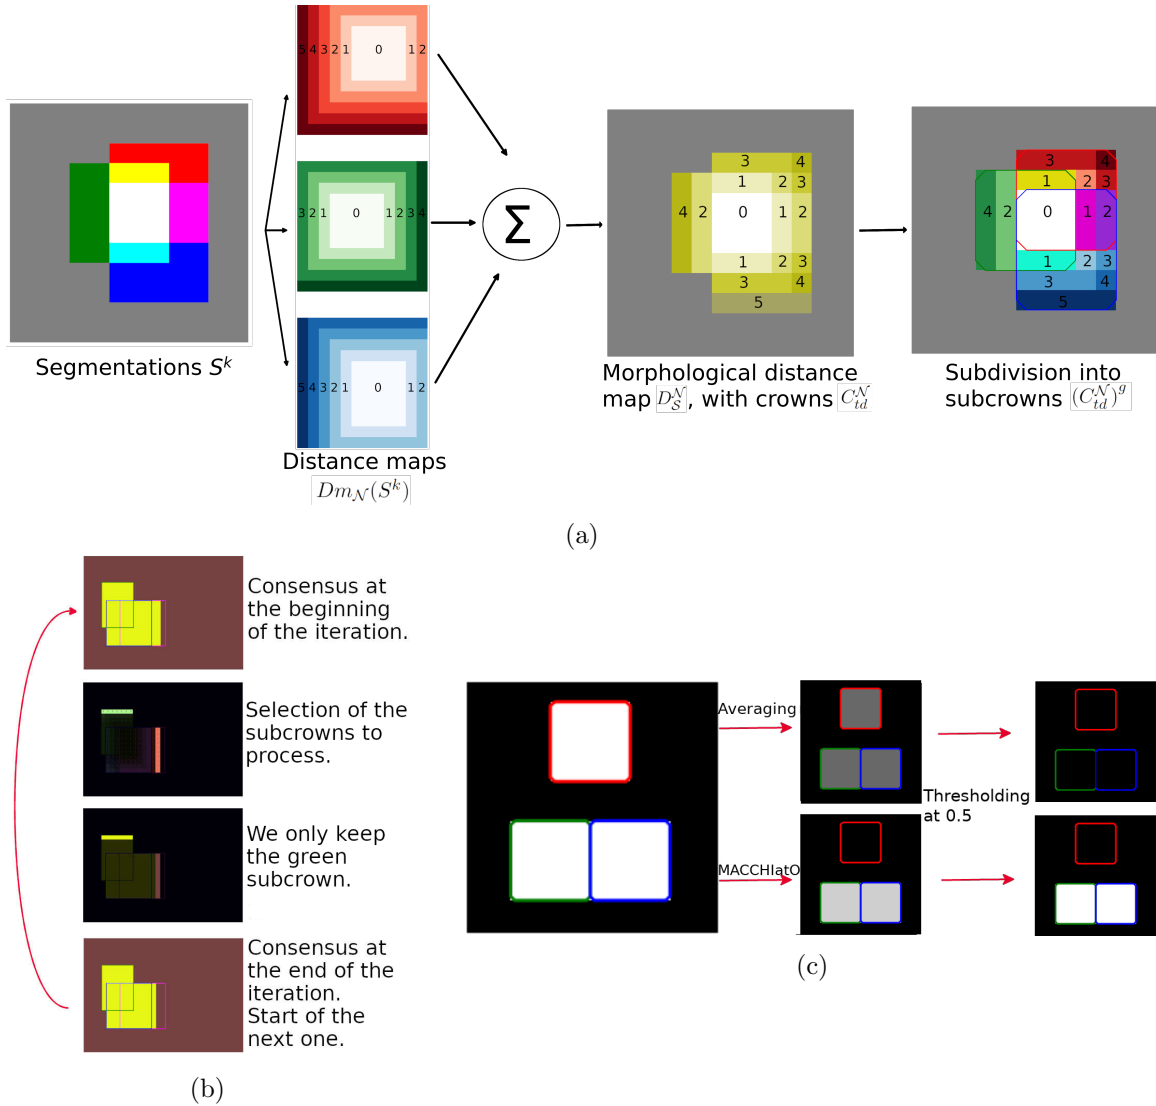 5 4 3 2 1 0 1 2
3 2 1 0 1 2 3 4
5 4 3 2 1 0 1 2
Σ
3 4
1 2 3
4 2 0 1 2
1 2 3
3 4
5
3 4
1 2 3
4 2 0 1 2
1 2 3
3 4
5
Segmentations S^k
Distance maps
Dm_𝒩(S^k)
Morphological distance
map D_𝒮^𝒩, with crowns C_{td}^𝒩
Subdivision into
subcrowns (C_{td}^𝒩)^g
(a)
Consensus at
the beginning
of the iteration.
Selection of the
subcrowns to
process.
We only keep
the green
subcrown.
Consensus at
the end of the
iteration.
Start of the
next one.
(b)
Averaging
MACCHIatO
Thresholding
at 0.5
(c)